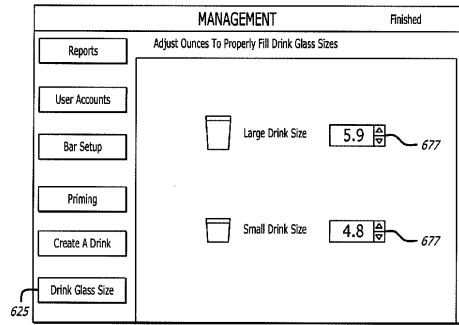 MANAGEMENT Finished
Reports
Adjust Ounces To Properly Fill Drink Glass Sizes
User Accounts
Bar Setup
Priming
Create A Drink
Drink Glass Size
625
Large Drink Size 5.9
677
Small Drink Size 4.8
677